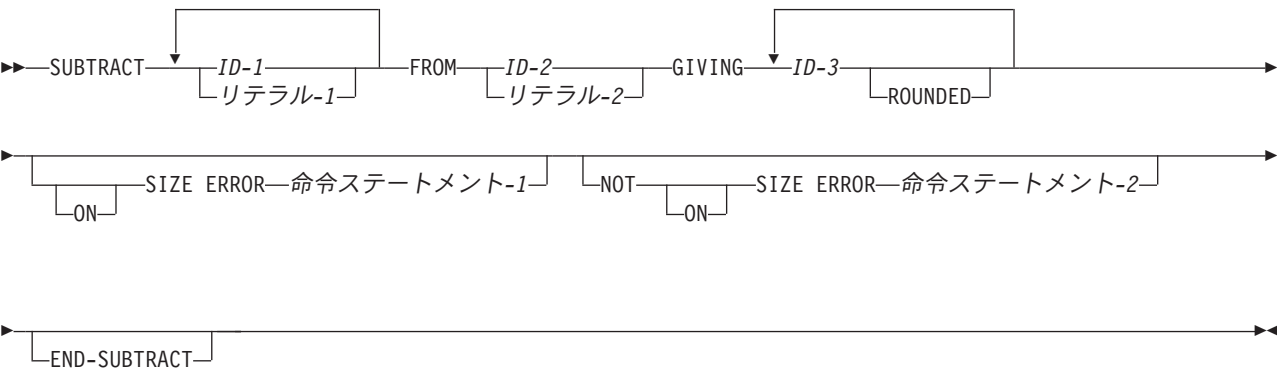 SUBTRACT ID-1 FROM ID-2 GIVING ID-3
リテラル-1 リテラル-2 ROUNDED
SIZE ERROR 命令ステートメント-1 NOT SIZE ERROR 命令ステートメント-2
ON ON
END-SUBTRACT